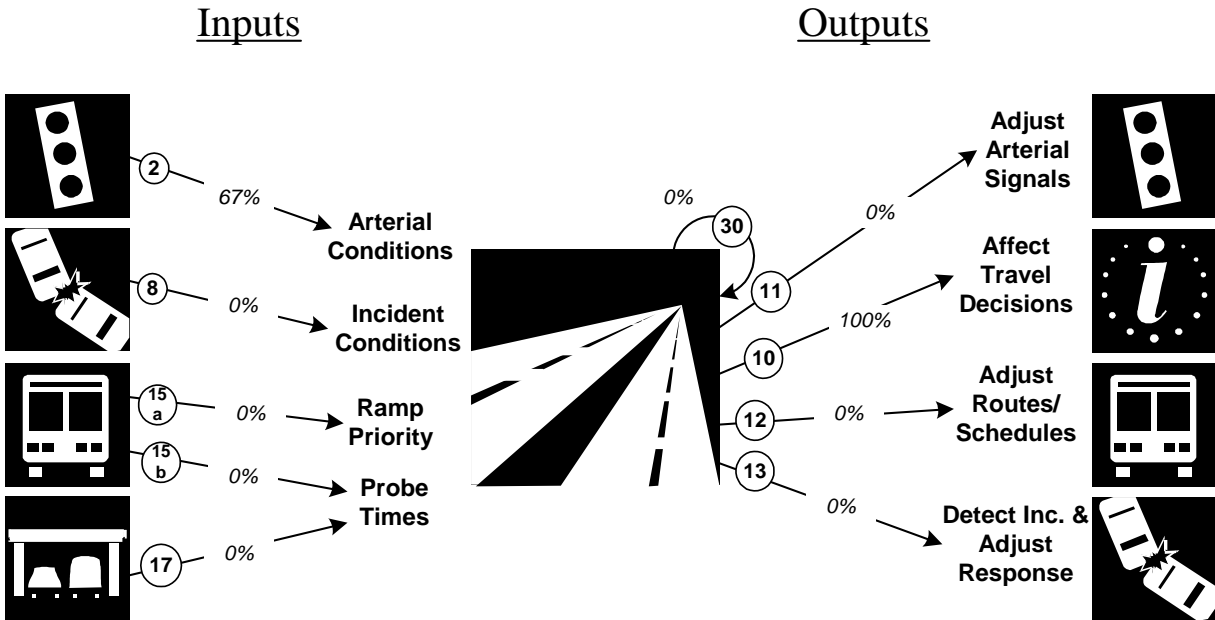 Inputs
Outputs
2
67%
Arterial
Conditions
8
0%
Incident
Conditions
15
a
0%
Ramp
Priority
15
b
0%
Probe
Times
17
0%
0%
30
11
0%
Adjust
Arterial
Signals
10
100%
Affect
Travel
Decisions
i
12
0%
Adjust
Routes/
Schedules
13
0%
Detect Inc. &
Adjust
Response